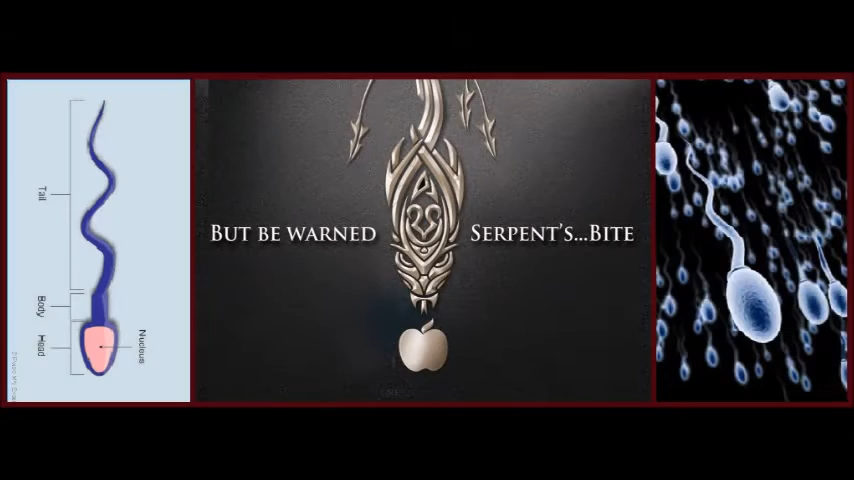 Tail
Body
Head
Nucleus
BUT BE WARNED
SERPENT'S...BITE